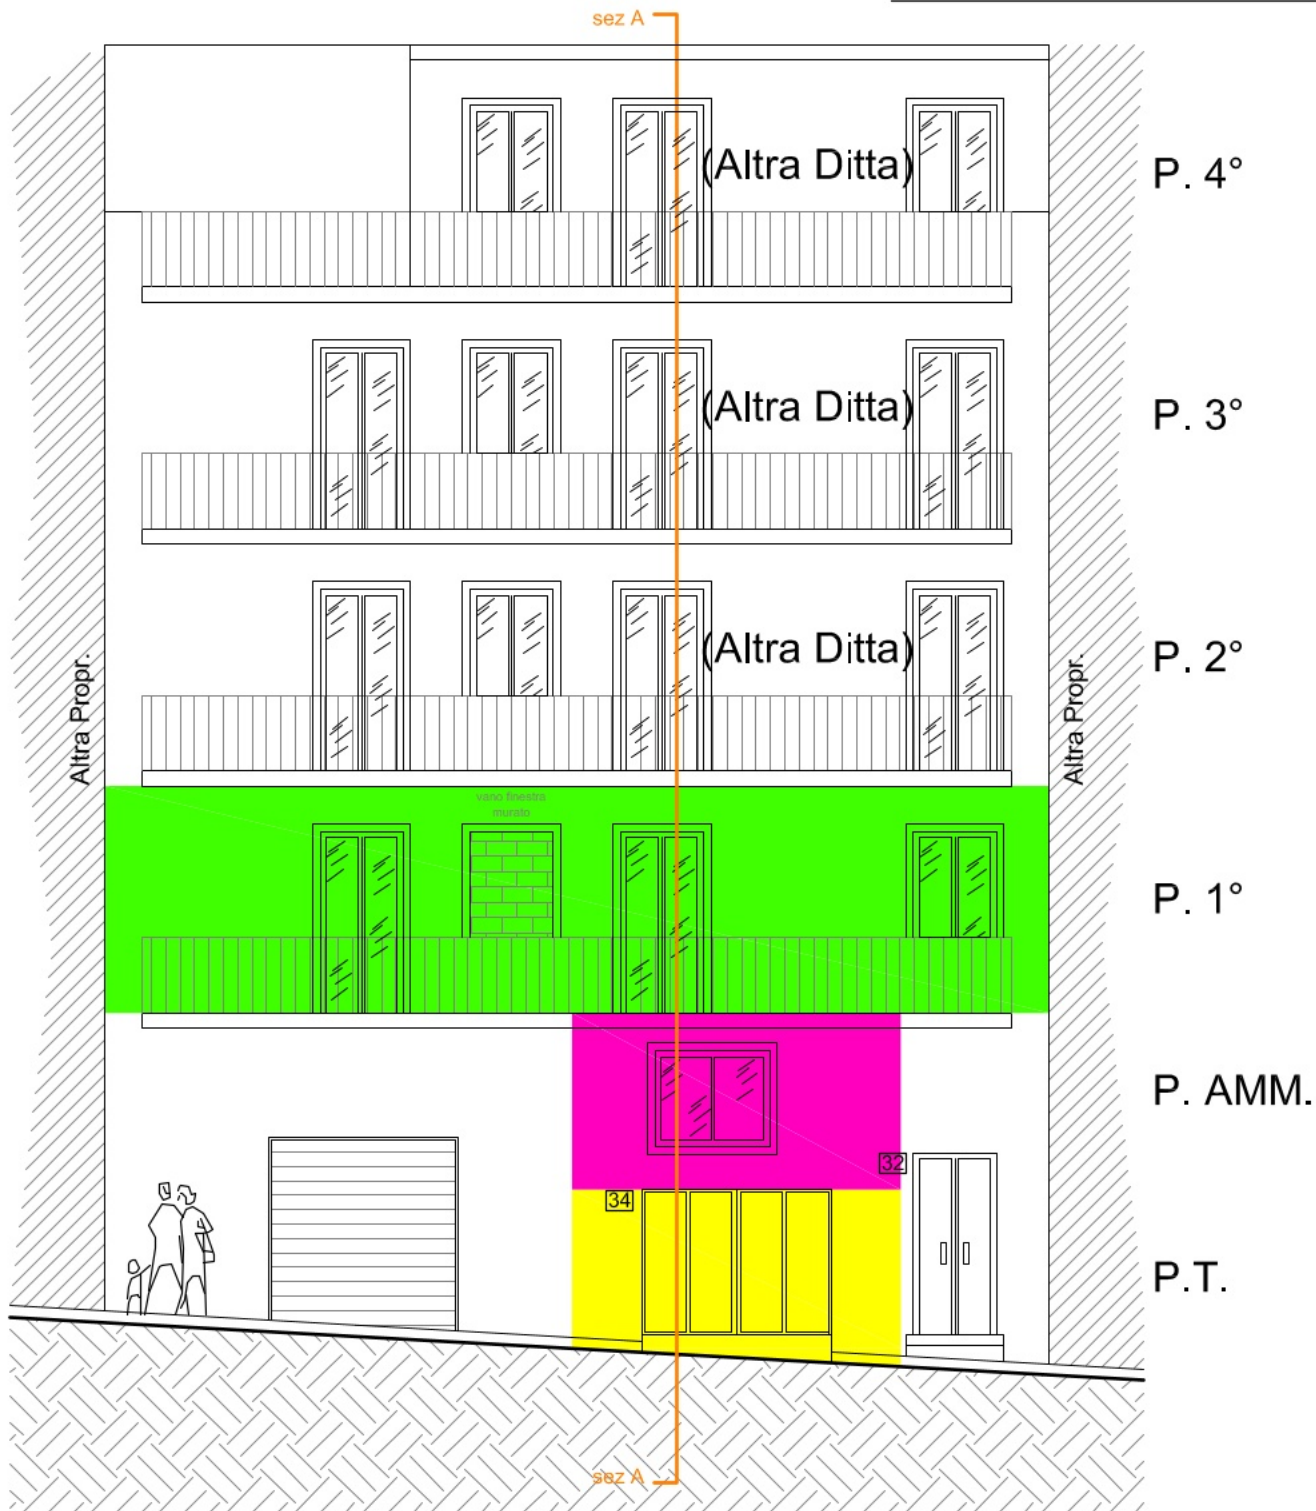 sez A
(Altra Ditta)
P. 4°
(Altra Ditta)
P. 3°
(Altra Ditta)
P. 2°
Altra Propr.
Altra Propr.
vano finestra
murato
P. 1°
P. AMM.
32
34
P.T.
sez A